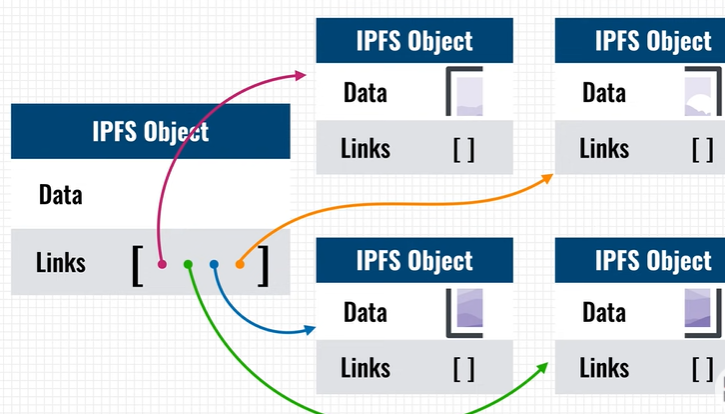 IPFS Object
Data
Links [ ]
IPFS Object
Data
Links [ ]
IPFS Object
Data
Links [ ]
IPFS Object
Data
Links [ ]
IPFS Object
Data
Links [ ]